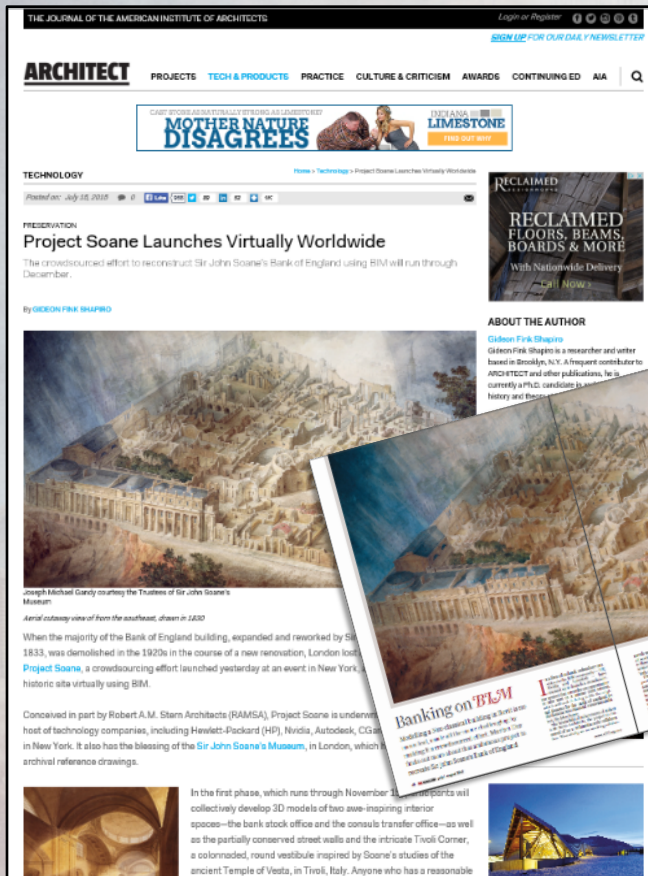 THE JOURNAL OF THE AMERICAN INSTITUTE OF ARCHITECTS
Login or Register
SIGN UP FOR OUR DAILY NEWSLETTER
ARCHITECT
PROJECTS TECH & PRODUCTS PRACTICE CULTURE & CRITICISM AWARDS CONTINUING ED AIA
CAST STONE AS NATURALLY STRONG AS LIMESTONE?
MOTHER NATURE
DISAGREES
INDIANA
LIMESTONE
FIND OUT WHY
TECHNOLOGY
Home > Technology > Project Soane Launches Virtually Worldwide
Posted on: July 15, 2015 0 Like
PRESERVATION
Project Soane Launches Virtually Worldwide
The crowdsourced effort to reconstruct Sir John Soane's Bank of England using BIM will run through
December.
By GIDEON FINK SHAPIRO
RECLAIMED
RECLAIMED
FLOORS, BEAMS,
BOARDS & MORE
With Nationwide Delivery
Call Now >
ABOUT THE AUTHOR
Gideon Fink Shapiro
Gideon Fink Shapiro is a researcher and writer
based in Brooklyn, N.Y. A frequent contributor to
ARCHITECT and other publications, he is
currently a Ph.D. candidate in
history and
Joseph Michael Gandy courtesy the Trustees of Sir John Soane's
Museum
Aerial cutaway view of from the southeast, drawn in 1830
When the majority of the Bank of England building, expanded and reworked by Sir
1833, was demolished in the 1920s in the course of a new renovation, London lost
Project Soane, a crowdsourcing effort launched yesterday at an event in New York,
historic site virtually using BIM.
Conceived in part by Robert A.M. Stern Architects (RAMSA), Project Soane is
host of technology companies, including Hewlett-Packard (HP), Nvidia, Autodesk,
in New York. It also has the blessing of the Sir John Soane's Museum, in London, which
archival reference drawings.
In the first phase, which runs through November participants will
collectively develop 3D models of two awe-inspiring interior
spaces—the bank stock office and the consuls transfer office—as well
as the partially conserved street walls and the intricate Tivoli Corner,
a colonnaded, round vestibule inspired by Soane's studies of the
ancient Temple of Vesta, in Tivoli, Italy. Anyone who has a reasonable
Banking on BIM